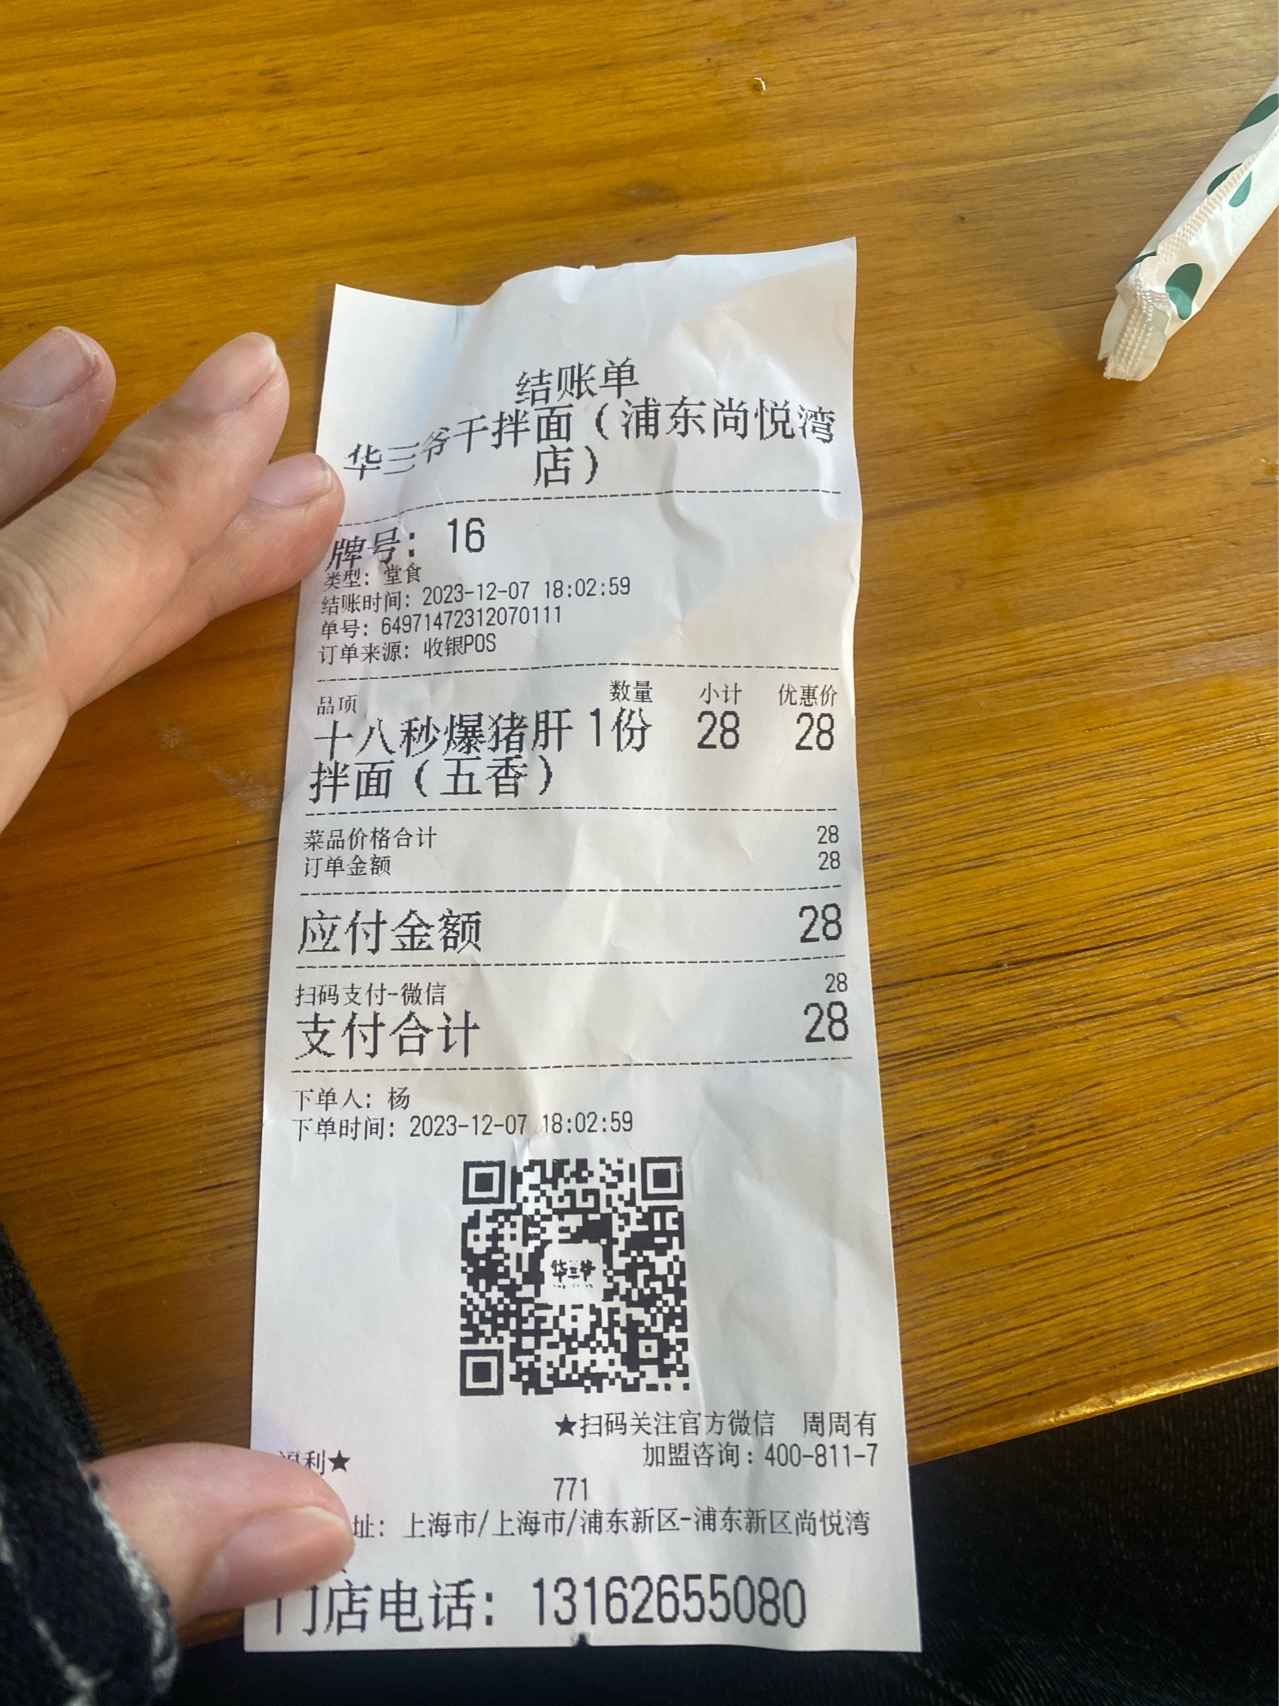 结账单
华三爷干拌面（浦东尚悦湾
店）
牌号：16
类型：堂食
结账时间：2023-12-07 18:02:59
单号：64971472312070111
订单来源：收银POS
品项 数量 小计 优惠价
十八秒爆猪肝 1份 28 28
拌面（五香）
菜品价格合计 28
订单金额 28
应付金额 28
扫码支付-微信 28
支付合计 28
下单人：杨
下单时间：2023-12-07 18:02:59
华三爷
★扫码关注官方微信 周周有
福利★ 加盟咨询：400-811-7
771
址：上海市/上海市/浦东新区-浦东新区尚悦湾
门店电话：13162655080